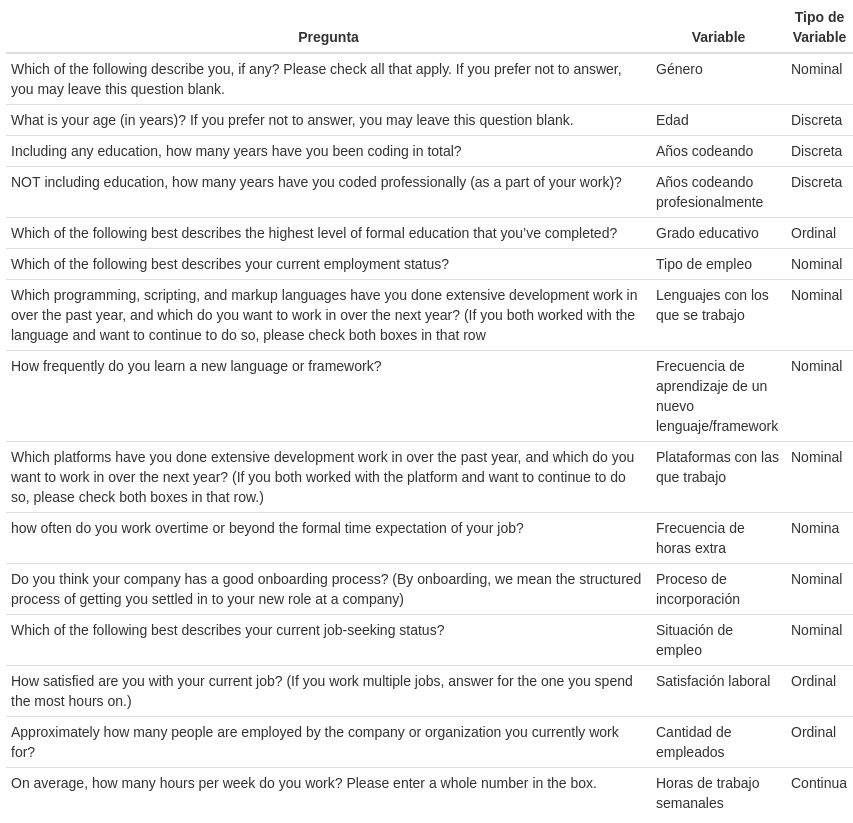 Pregunta Variable Tipo de Variable
Which of the following describe you, if any? Please check all that apply. If you prefer not to answer, Género Nominal
you may leave this question blank.
What is your age (in years)? If you prefer not to answer, you may leave this question blank. Edad Discreta
Including any education, how many years have you been coding in total? Años codeando Discreta
NOT including education, how many years have you coded professionally (as a part of your work)? Años codeando Discreta
profesionalmente
Which of the following best describes the highest level of formal education that you’ve completed? Grado educativo Ordinal
Which of the following best describes your current employment status? Tipo de empleo Nominal
Which programming, scripting, and markup languages have you done extensive development work in Lenguajes con los Nominal
over the past year, and which do you want to work in over the next year? (If you both worked with the que se trabajo
language and want to continue to do so, please check both boxes in that row
How frequently do you learn a new language or framework? Frecuencia de Nominal
aprendizaje de un
nuevo
lenguaje/framework
Which platforms have you done extensive development work in over the past year, and which do you Plataformas con las Nominal
want to work in over the next year? (If you both worked with the platform and want to continue to do que trabajo
so, please check both boxes in that row.)
how often do you work overtime or beyond the formal time expectation of your job? Frecuencia de Nomina
horas extra
Do you think your company has a good onboarding process? (By onboarding, we mean the structured Proceso de Nominal
process of getting you settled in to your new role at a company) incorporación
Which of the following best describes your current job-seeking status? Situación de Nominal
empleo
How satisfied are you with your current job? (If you work multiple jobs, answer for the one you spend Satisfación laboral Ordinal
the most hours on.)
Approximately how many people are employed by the company or organization you currently work Cantidad de Ordinal
for? empleados
On average, how many hours per week do you work? Please enter a whole number in the box. Horas de trabajo Continua
semanales